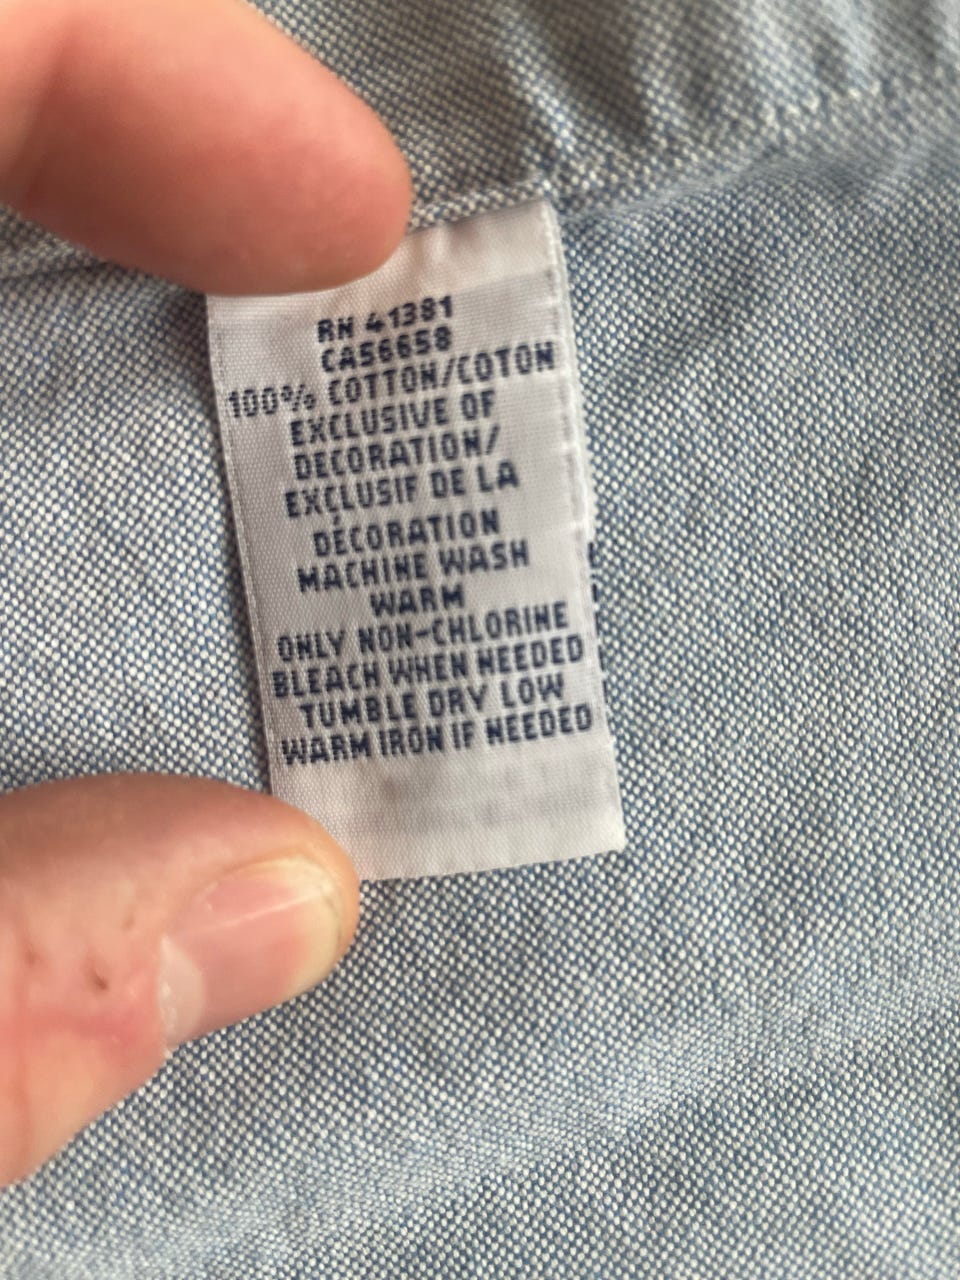 RN 41381
CA56658
100% COTTON/COTON
EXCLUSIVE OF
DECORATION/
EXCLUSIF DE LA
DÉCORATION
MACHINE WASH
WARM
ONLY NON-CHLORINE
BLEACH WHEN NEEDED
TUMBLE DRY LOW
WARM IRON IF NEEDED